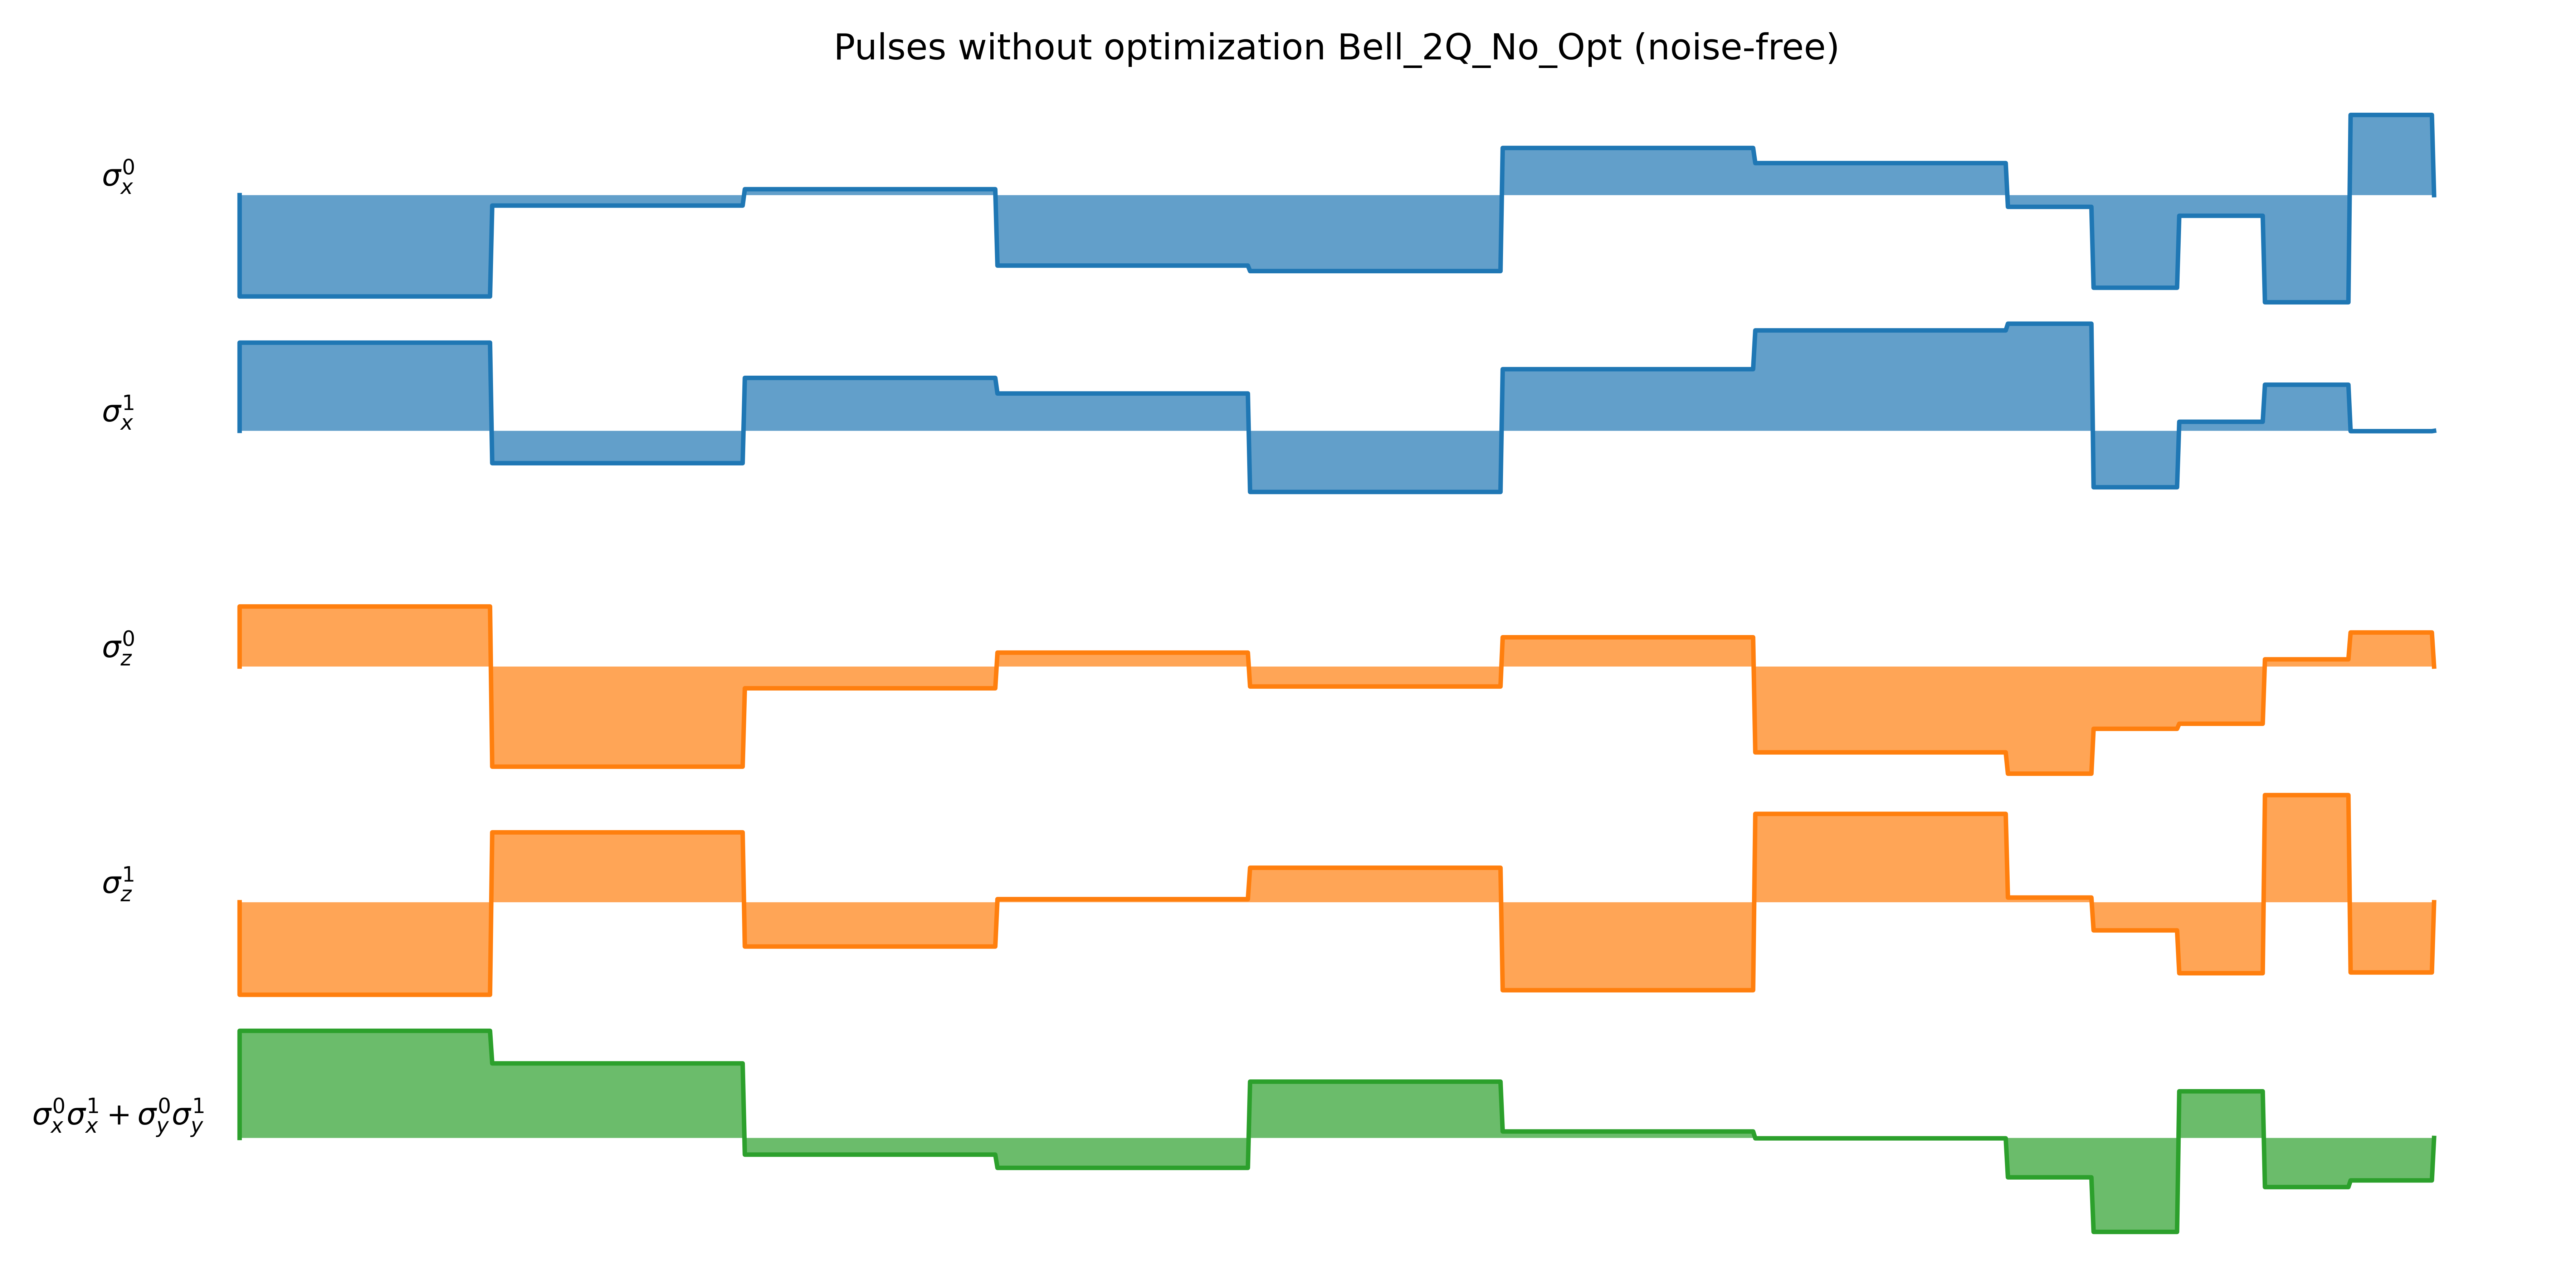 Pulses without optimization Bell_2Q_No_Opt (noise-free)
σ_x^0
σ_x^1
σ_z^0
σ_z^1
σ_x^0σ_x^1 + σ_y^0σ_y^1